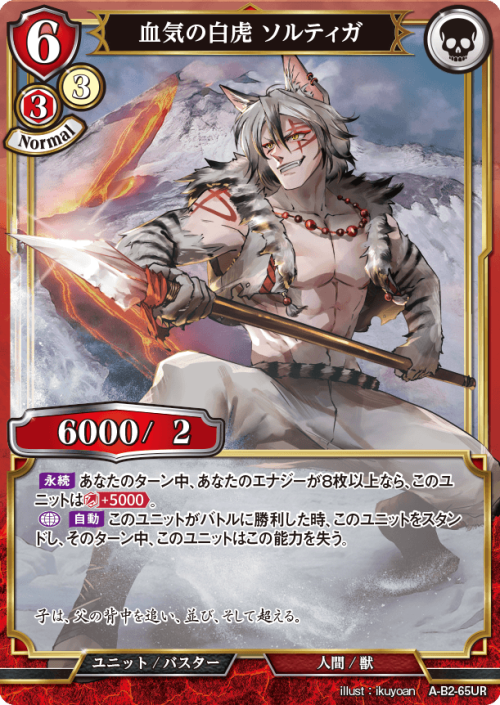 6
血気の白虎 ソルティガ
3
3
Normal
6000/ 2
永続 あなたのターン中、あなたのエナジーが8枚以上なら、このユ
ニットは+5000。
自動 このユニットがバトルに勝利した時、このユニットをスタン
ドし、そのターン中、このユニットはこの能力を失う。
子は、父の背中を追い、並び、そして超える。
ユニット / バスター
人間 / 獣
illust : ikuyoan A-B2-65UR